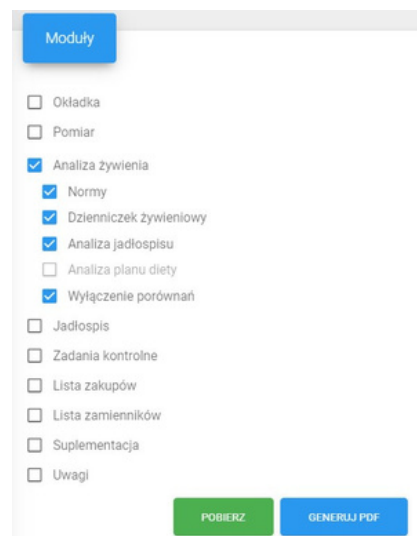 Moduły
Okładka
Pomiar
Analiza żywienia
Normy
Dzienniczek żywieniowy
Analiza jadłospisu
Analiza planu diety
Wyłączenie porównań
Jadłospis
Zadania kontrolne
Lista zakupów
Lista zamienników
Suplementacja
Uwagi
POBIERZ GENERUJ PDF